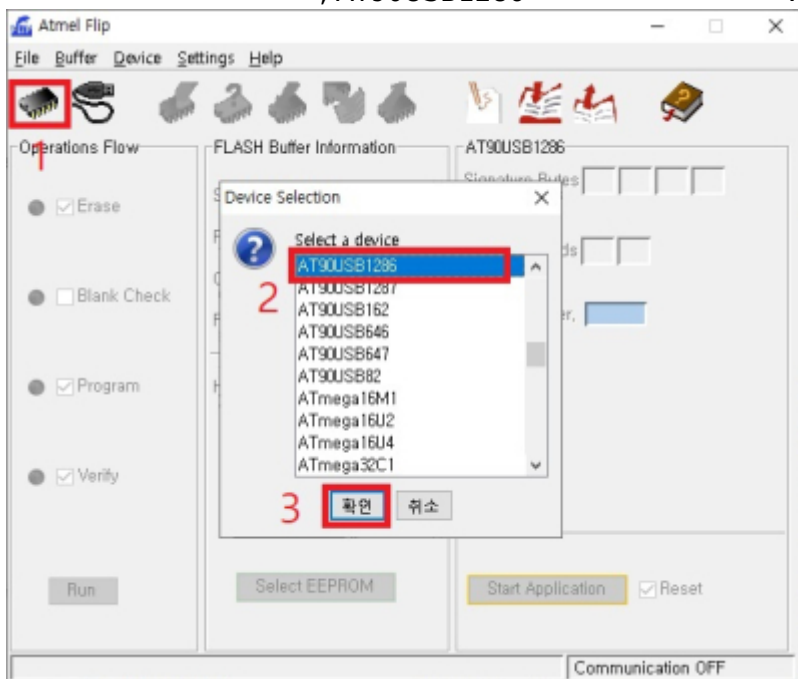 Atmel Flip
File Buffer Device Settings Help
1
Operations Flow
Erase
Blank Check
Program
Verify
Run
FLASH Buffer Information
Select EEPROM
AT90USB1286
Signature Bytes
Start Application
Reset
Device Selection
Select a device
2
AT90USB1286
AT90USB1287
AT90USB162
AT90USB646
AT90USB647
AT90USB82
ATmega16M1
ATmega16U2
ATmega16U4
ATmega32C1
3
확인 취소
Communication OFF